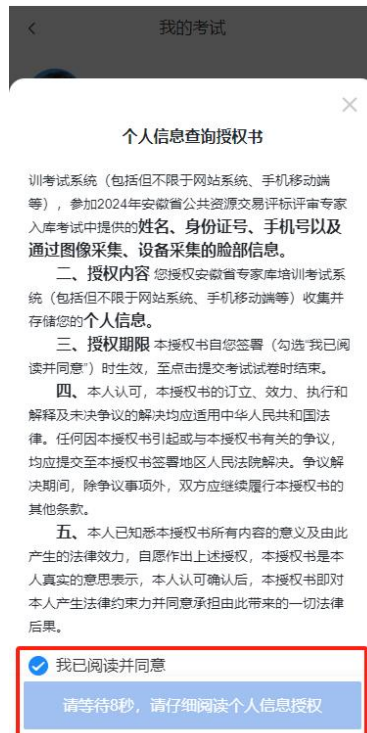 我的考试
个人信息查询授权书
训考试系统（包括但不限于网站系统、手机移动端
等），参加2024年安徽省公共资源交易评标评审专家
入库考试中提供的姓名、身份证号、手机号以及
通过图像采集、设备采集的脸部信息。
二、授权内容 您授权安徽省专家库培训考试系
统（包括但不限于网站系统、手机移动端等）收集并
存储您的个人信息。
三、授权期限 本授权书自您签署（勾选“我已阅
读并同意”）时生效，至点击提交考试试卷时结束。
四、本人认可，本授权书的订立、效力、执行和
解释及未决争议的解决均应适用中华人民共和国法
律。任何因本授权书引起或与本授权书有关的争议，
均应提交至本授权书签署地区人民法院解决。争议解
决期间，除争议事项外，双方应继续履行本授权书的
其他条款。
五、本人已知悉本授权书所有内容的意义及由此
产生的法律效力，自愿作出上述授权，本授权书是本
人真实的意思表示，本人认可确认后，本授权书即对
本人产生法律约束力并同意承担由此带来的一切法律
后果。
我已阅读并同意
请等待8秒，请仔细阅读个人信息授权